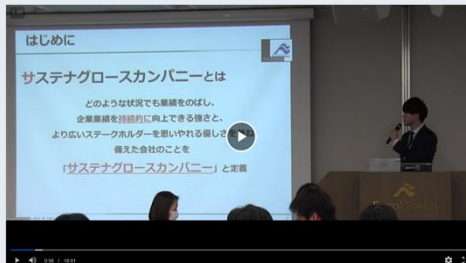 はじめに
サステナグロースカンパニーとは
どのような状況でも業績をのばし、
企業業績を持続的に向上できる強さと、
より広いステークホルダーを思いやれる優しさを
備えた会社のことを
「サステナグロースカンパニー」と定義
0:56 / 10:01